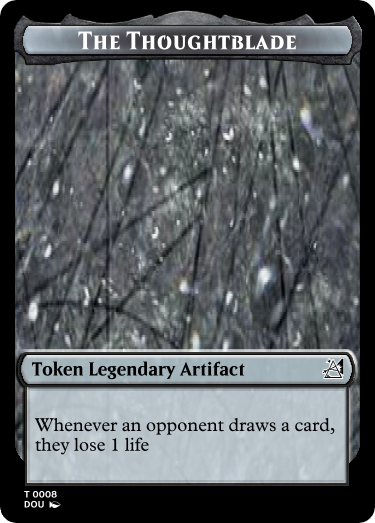 The Thoughtblade
Token Legendary Artifact
Whenever an opponent draws a card,
they lose 1 life
T 0008
DOU